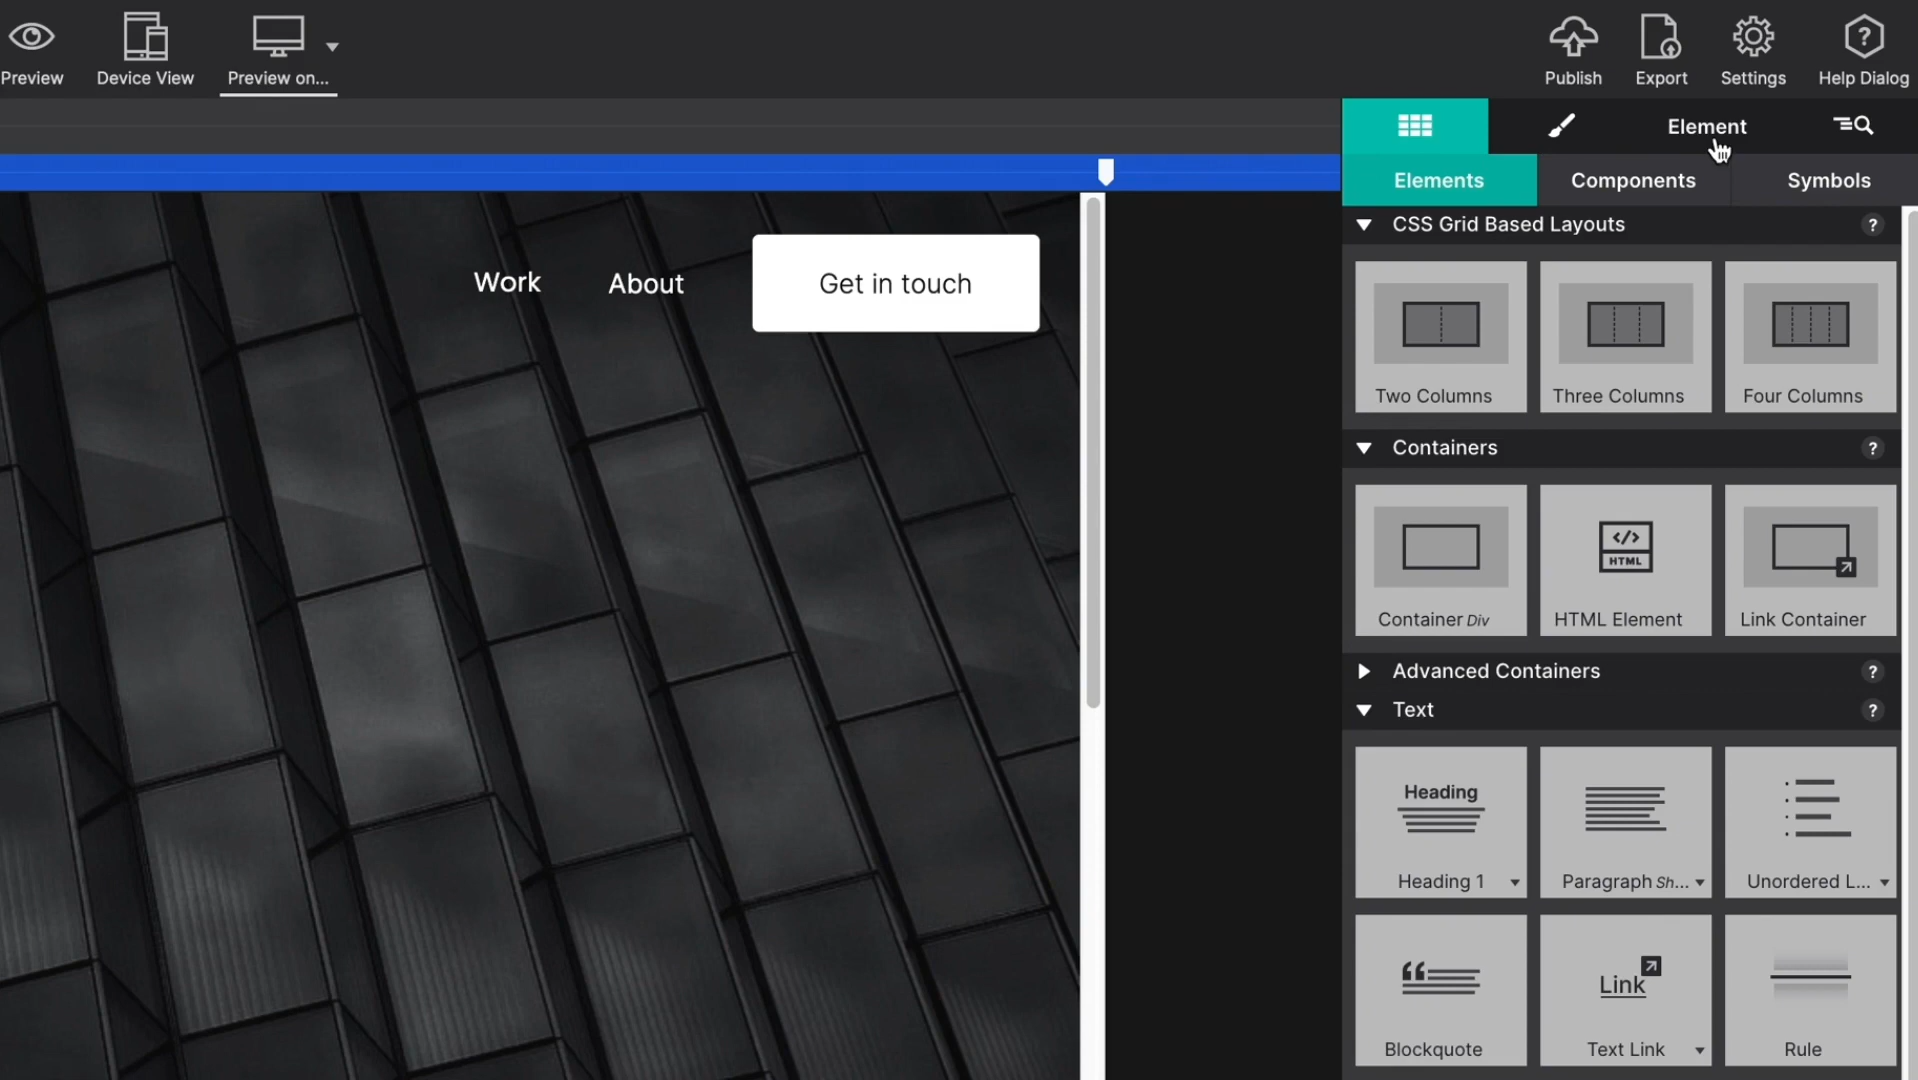 Preview
Device View
Preview on...
Publish
Export
Settings
Help Dialog
Element
Elements
Components
Symbols
CSS Grid Based Layouts
?
Work
About
Get in touch
Two Columns
Three Columns
Four Columns
Containers
?
</>
HTML
Container Div
HTML Element
Link Container
Advanced Containers
?
Text
?
Heading
Heading 1
Paragraph Sh...
Unordered L...
Link
Blockquote
Text Link
Rule